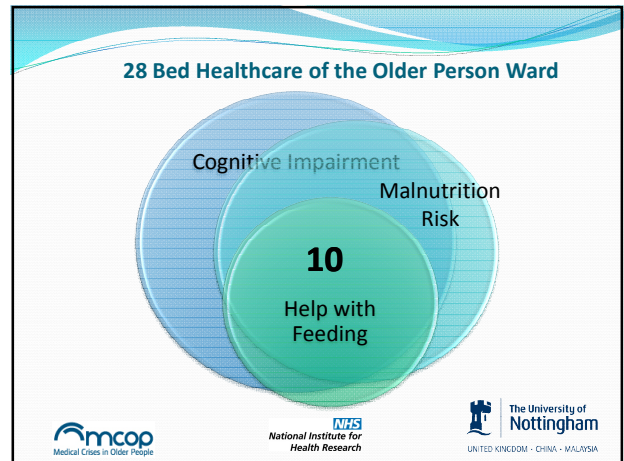 28 Bed Healthcare of the Older Person Ward
Cognitive Impairment
Malnutrition
Risk
10
Help with
Feeding
mcop
Medical Crises in Older People
NHS
National Institute for
Health Research
The University of
Nottingham
UNITED KINGDOM · CHINA · MALAYSIA